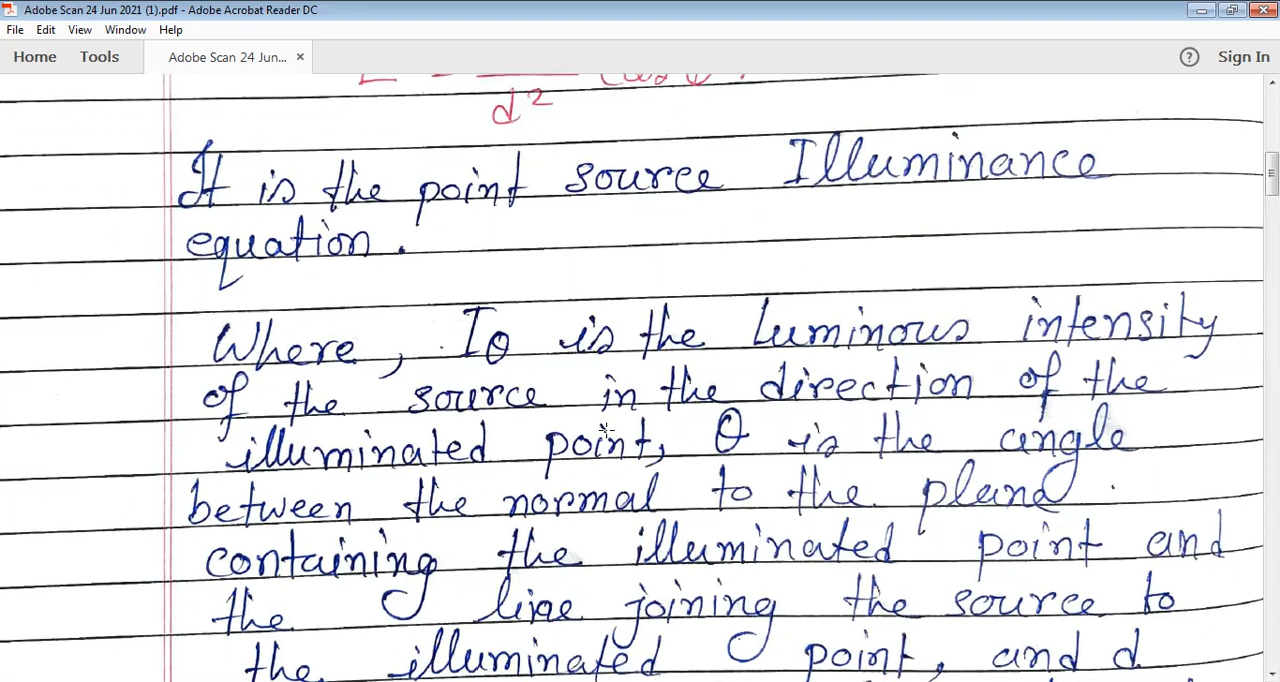 Adobe Scan 24 Jun 2021 (1).pdf - Adobe Acrobat Reader DC
File Edit View Window Help
Home Tools Adobe Scan 24 Jun... × ? Sign In
d²
It is the point source Illuminance
equation.
Where, Iθ is the Luminous intensity
of the source in the direction of the
illuminated point, θ is the angle
between the normal to the plane
containing the illuminated point and
the line joining the source to
the illuminated point, and d